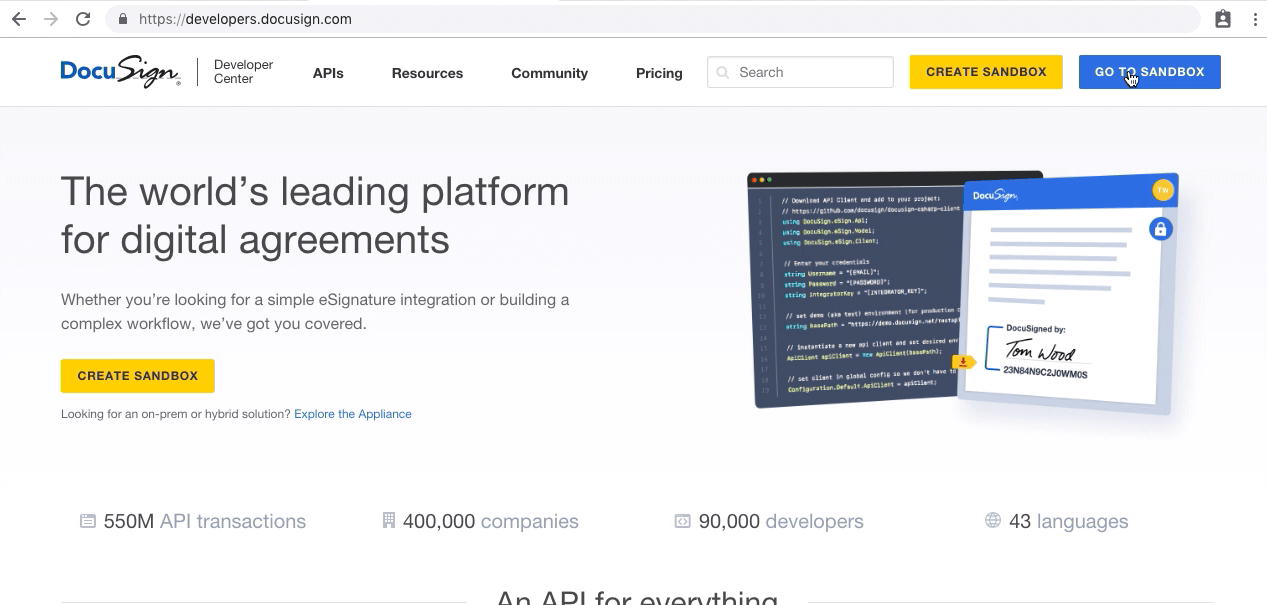 https://developers.docusign.com
DocuSign
Developer
Center
APIs
Resources
Community
Pricing
Search
CREATE SANDBOX
GO TO SANDBOX
The world’s leading platform
for digital agreements
Whether you’re looking for a simple eSignature integration or building a
complex workflow, we’ve got you covered.
CREATE SANDBOX
Looking for an on-prem or hybrid solution? Explore the Appliance
// Download API Client and add to your project:
// https://github.com/docusign/docusign-csharp-client
using DocuSign.eSign.Api;
using DocuSign.eSign.Model;
using DocuSign.eSign.Client;
// Enter your credentials
string Username = "[EMAIL]";
string Password = "[PASSWORD]";
string IntegratorKey = "[INTEGRATOR_KEY]";
// set demo (aka test) environment (for production
string basePath = "https://demo.docusign.net/restapi
// instantiate a new api client and set desired
ApiClient apiClient = new ApiClient(basePath);
// set client in global config so we don't have to
Configuration.Default.ApiClient = apiClient;
DocuSign
TW
DocuSigned by:
Tom Wood
23N84N9C2J0WM0S
550M API transactions
400,000 companies
90,000 developers
43 languages
An API for everything